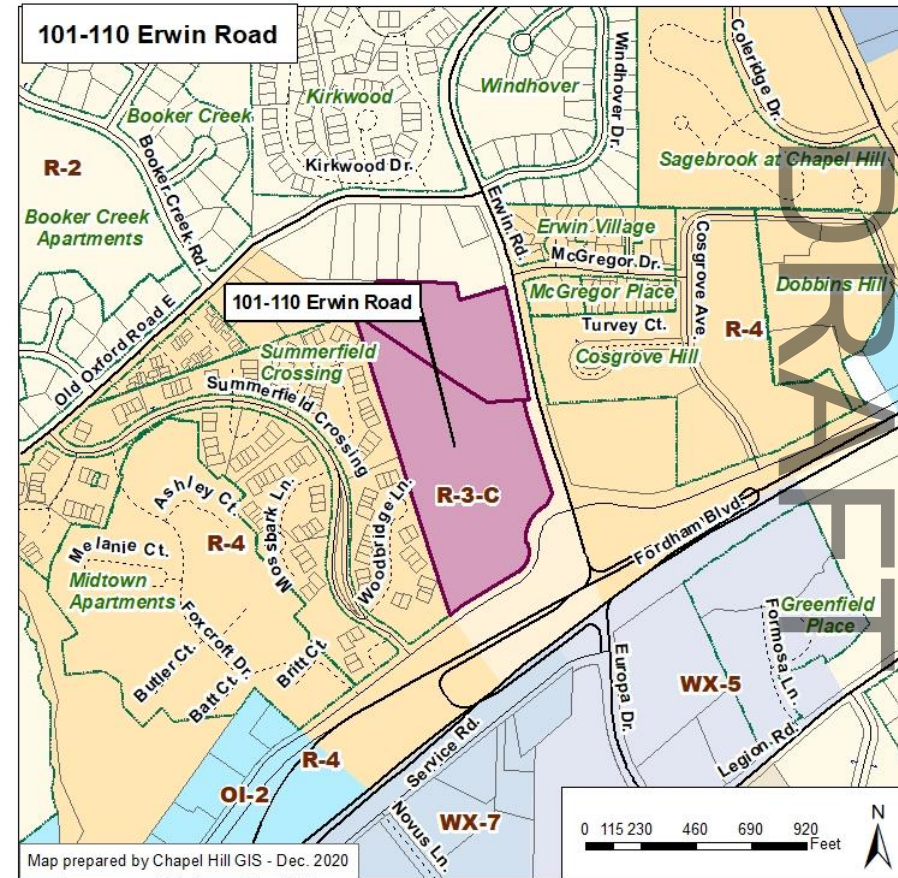 101-110 Erwin Road
Kirkwood
Kirkwood Dr.
Windhover
Windhover Dr.
Coleridge Dr.
Sagebrook at Chapel Hill
Booker Creek
R-2
Booker Creek Rd.
Booker Creek
Apartments
Erwin Rd.
Erwin Village
McGregor Dr.
McGregor Place
Cosgrove Ave.
Dobbins Hill
101-110 Erwin Road
Turvey Ct.
R-4
Cosgrove Hill
Old Oxford Road E
Summerfield
Crossing
Summerfield Crossing
R-3-C
Ashley Ct.
Mossbark Ln.
Woodbridge Ln.
Fordham Blvd.
Melanie Ct.
R-4
Midtown
Apartments
Foxcroft Dr.
Butler Ct.
Batt Ct.
Britt Ct.
Greenfield
Place
Formosa Ln.
Europa Dr.
WX-5
Legion Rd.
Service Rd.
R-4
OI-2
WX-7
Novus Ln.
DRAFT
N
0 115 230 460 690 920
Feet
Map prepared by Chapel Hill GIS - Dec. 2020